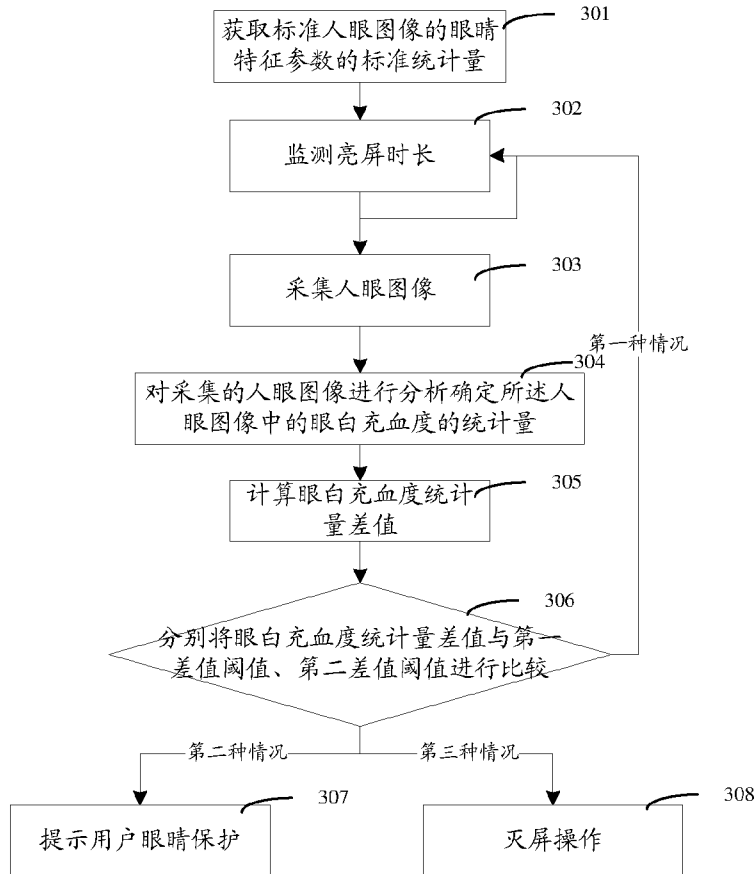 获取标准人眼图像的眼睛
特征参数的标准统计量
301
监测亮屏时长
302
采集人眼图像
303
第一种情况
304
对采集的人眼图像进行分析确定所述人
眼图像中的眼白充血度的统计量
计算眼白充血度统计
量差值
305
306
分别将眼白充血度统计量差值与第一
差值阈值、第二差值阈值进行比较
第二种情况
第三种情况
307
提示用户眼睛保护
308
灭屏操作